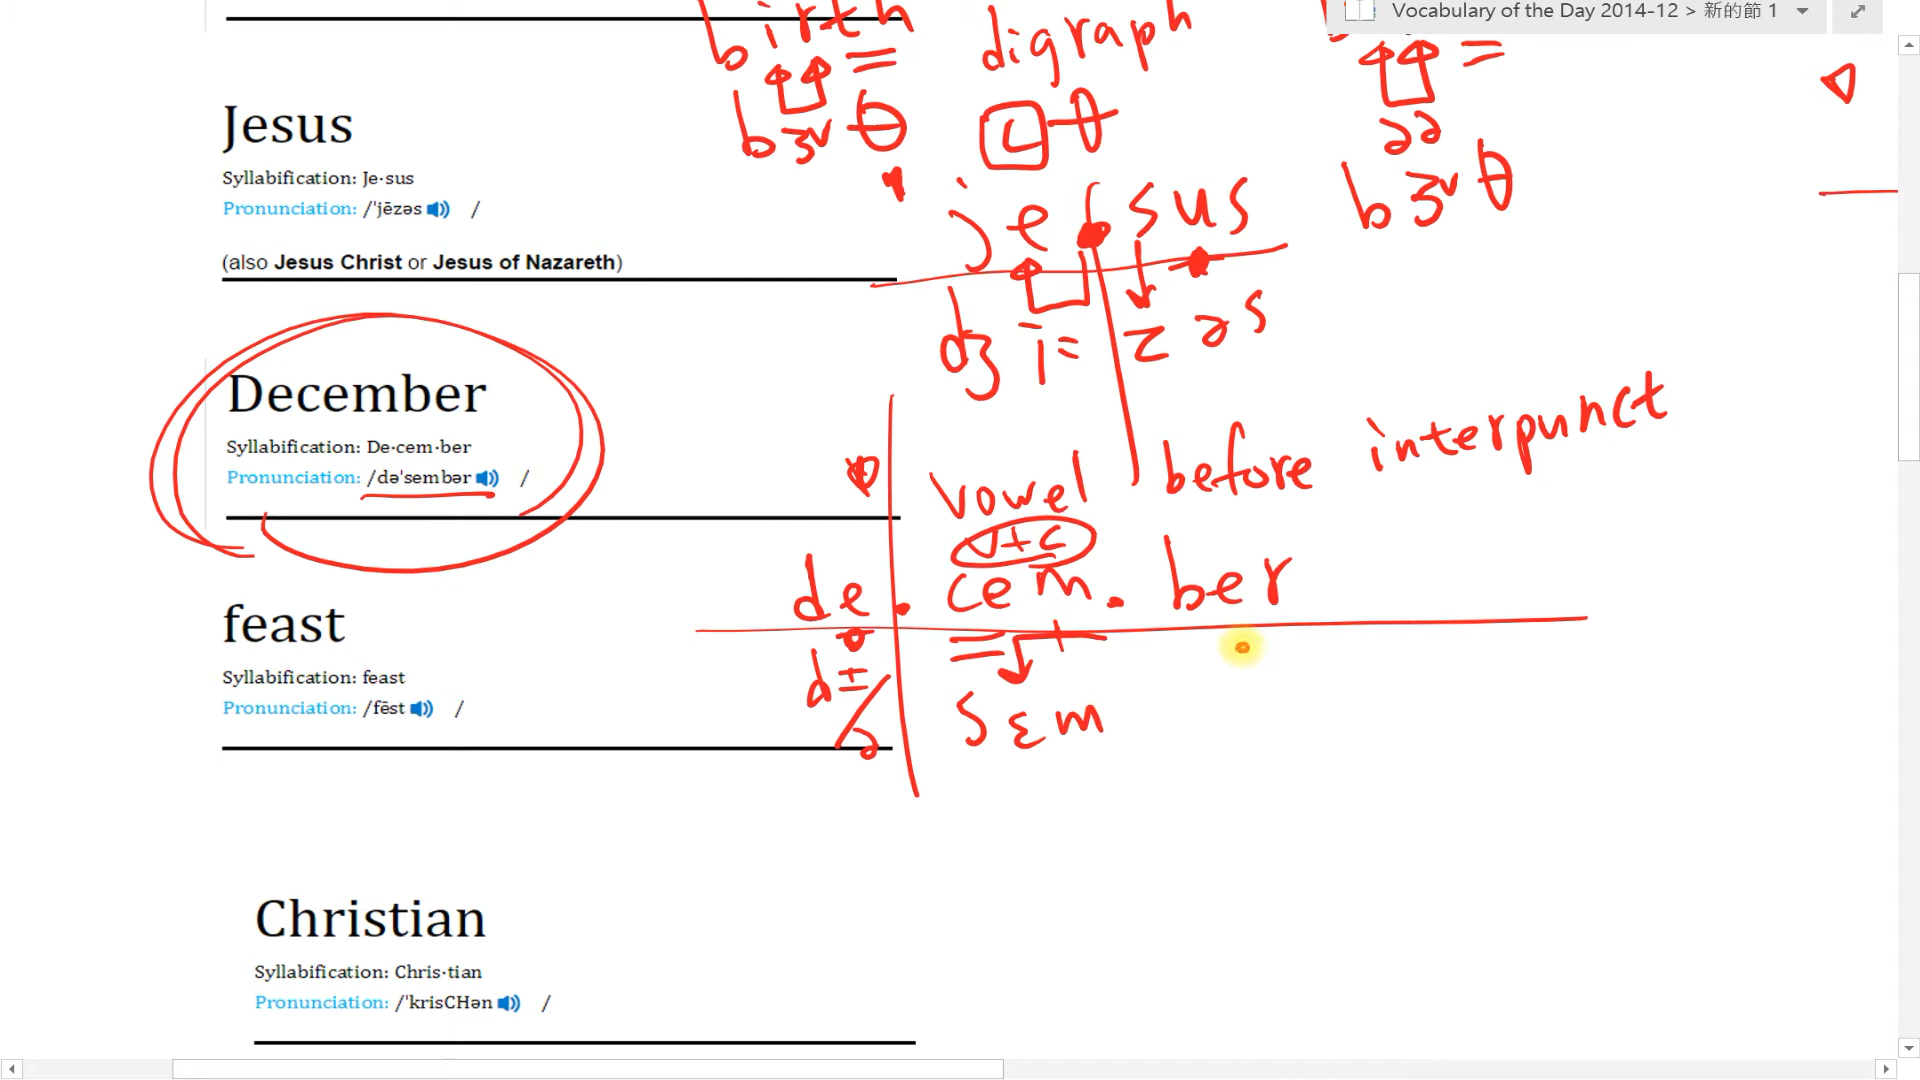 Vocabulary of the Day 2014-12 > 新的節 1
birth
digraph
bɜ˞ θ
Jesus
Syllabification: Je·sus
Pronunciation: /ˈjēzəs /
(also Jesus Christ or Jesus of Nazareth)
je sus
bɜ˞ θ
dʒ i z ə s
December
Syllabification: De·cem·ber
Pronunciation: /dəˈsembər /
vowel before interpunct
v+c
de. cem. ber
d ɪ
ə
s ɛ m
feast
Syllabification: feast
Pronunciation: /fēst /
Christian
Syllabification: Chris·tian
Pronunciation: /ˈkrisCHən /